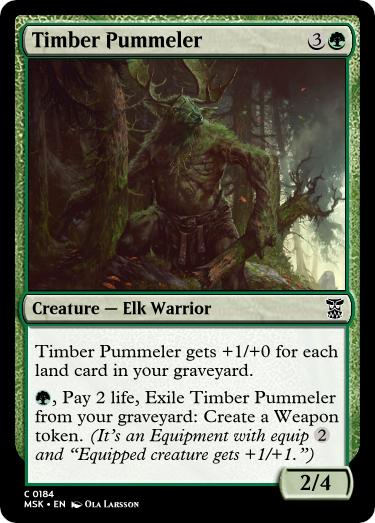 Timber Pummeler 3
Creature — Elk Warrior
Timber Pummeler gets +1/+0 for each
land card in your graveyard.
, Pay 2 life, Exile Timber Pummeler
from your graveyard: Create a Weapon
token. (It's an Equipment with equip 2
and “Equipped creature gets +1/+1.”)
2/4
C 0184
MSK • EN Ola Larsson